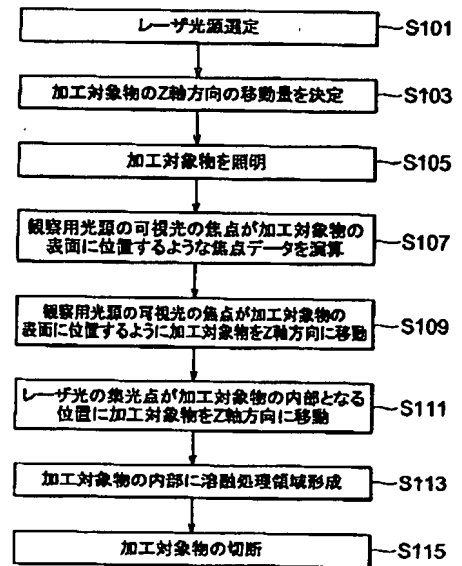 レーザ光源選定
S101
加工対象物のZ軸方向の移動量を決定
S103
加工対象物を照明
S105
観察用光源の可視光の焦点が加工対象物の
表面に位置するような焦点データを演算
S107
観察用光源の可視光の焦点が加工対象物の
表面に位置するように加工対象物をZ軸方向に移動
S109
レーザ光の集光点が加工対象物の内部となる
位置に加工対象物をZ軸方向に移動
S111
加工対象物の内部に溶融処理領域形成
S113
加工対象物の切断
S115